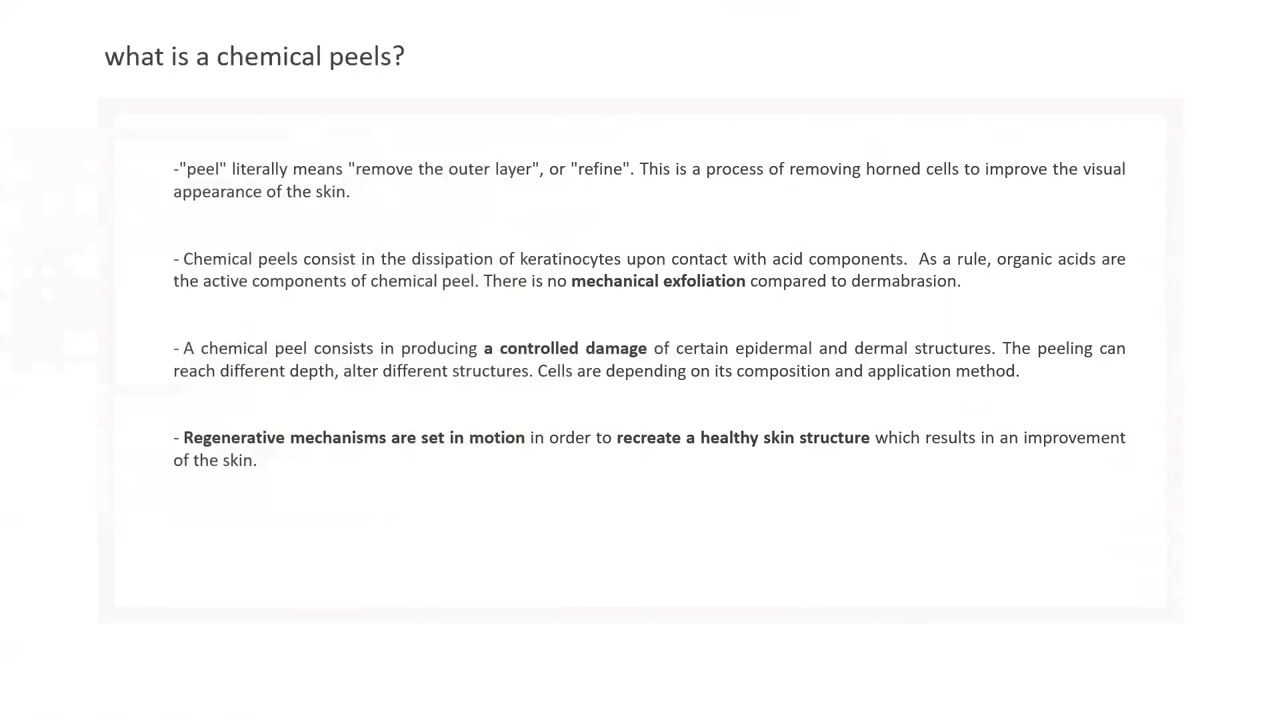 what is a chemical peels?
-"peel" literally means "remove the outer layer", or "refine". This is a process of removing horned cells to improve the visual
appearance of the skin.
- Chemical peels consist in the dissipation of keratinocytes upon contact with acid components.  As a rule, organic acids are
the active components of chemical peel. There is no mechanical exfoliation compared to dermabrasion.
- A chemical peel consists in producing a controlled damage of certain epidermal and dermal structures. The peeling can
reach different depth, alter different structures. Cells are depending on its composition and application method.
- Regenerative mechanisms are set in motion in order to recreate a healthy skin structure which results in an improvement
of the skin.